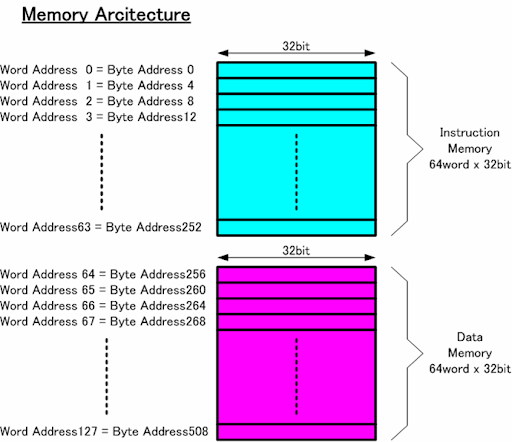 Memory Arcitecture
32bit
Word Address 0 = Byte Address 0
Word Address 1 = Byte Address 4
Word Address 2 = Byte Address 8
Word Address 3 = Byte Address12
Instruction
Memory
64word x 32bit
Word Address63 = Byte Address252
32bit
Word Address 64 = Byte Address256
Word Address 65 = Byte Address260
Word Address 66 = Byte Address264
Word Address 67 = Byte Address268
Data
Memory
64word x 32bit
Word Address127 = Byte Address508